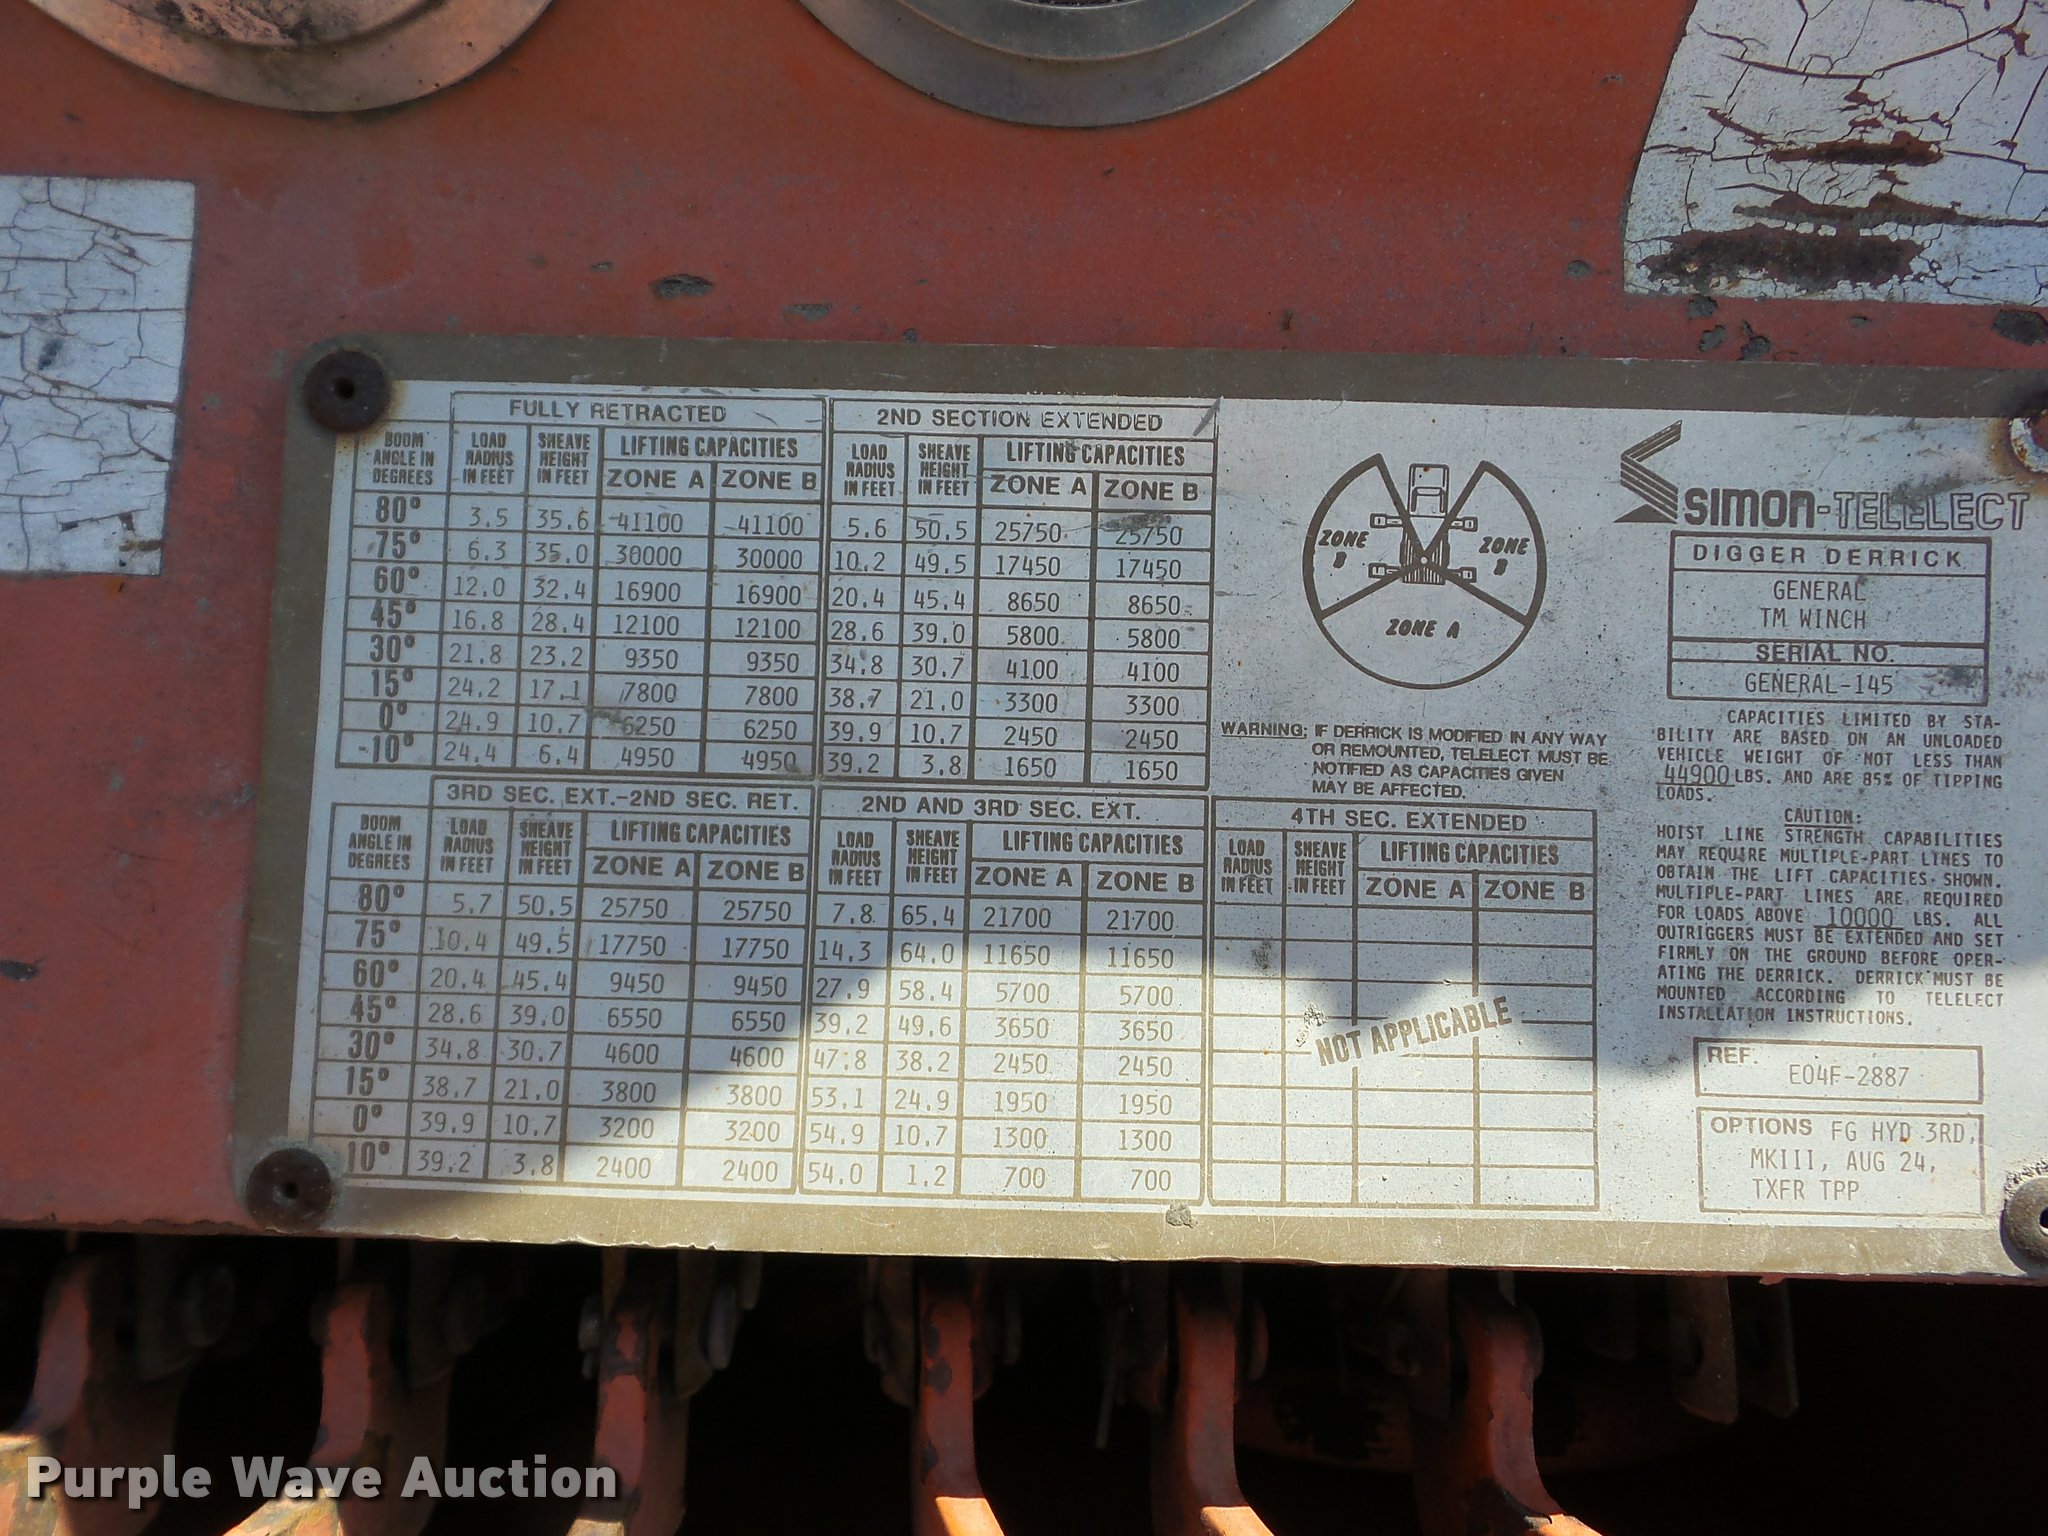 FULLY RETRACTED
BOOM ANGLE IN DEGREES | LOAD RADIUS IN FEET | SHEAVE HEIGHT IN FEET | LIFTING CAPACITIES ZONE A | ZONE B
80° 3.5 35.6 41100 41100
75° 6.3 35.0 30000 30000
60° 12.0 32.4 16900 16900
45° 16.8 28.4 12100 12100
30° 21.8 23.2 9350 9350
15° 24.2 17.1 7800 7800
0° 24.9 10.7 6250 6250
-10° 24.4 6.4 4950 4950
2ND SECTION EXTENDED
LOAD RADIUS IN FEET | SHEAVE HEIGHT IN FEET | LIFTING CAPACITIES ZONE A | ZONE B
5.6 50.5 25750 25750
10.2 49.5 17450 17450
20.4 45.4 8650 8650
28.6 39.0 5800 5800
34.8 30.7 4100 4100
38.7 21.0 3300 3300
39.9 10.7 2450 2450
39.2 3.8 1650 1650
3RD SEC. EXT.-2ND SEC. RET.
BOOM ANGLE IN DEGREES | LOAD RADIUS IN FEET | SHEAVE HEIGHT IN FEET | LIFTING CAPACITIES ZONE A | ZONE B
80° 5.7 50.5 25750 25750
75° 10.4 49.5 17750 17750
60° 20.4 45.4 9450 9450
45° 28.6 39.0 6550 6550
30° 34.8 30.7 4600 4600
15° 38.7 21.0 3800 3800
0° 39.9 10.7 3200 3200
10° 39.2 3.8 2400 2400
2ND AND 3RD SEC. EXT.
LOAD RADIUS IN FEET | SHEAVE HEIGHT IN FEET | LIFTING CAPACITIES ZONE A | ZONE B
7.8 65.4 21700 21700
14.3 64.0 11650 11650
27.9 58.4 5700 5700
39.2 49.6 3650 3650
47.8 38.2 2450 2450
53.1 24.9 1950 1950
54.9 10.7 1300 1300
54.0 1.2 700 700
ZONE B
ZONE B
ZONE A
WARNING: IF DERRICK IS MODIFIED IN ANY WAY
OR REMOUNTED, TELELECT MUST BE
NOTIFIED AS CAPACITIES GIVEN
MAY BE AFFECTED.
4TH SEC. EXTENDED
LOAD RADIUS IN FEET | SHEAVE HEIGHT IN FEET | LIFTING CAPACITIES ZONE A | ZONE B
NOT APPLICABLE
SIMON-TELELECT
DIGGER DERRICK
GENERAL
TM WINCH
SERIAL NO.
GENERAL-145
CAPACITIES LIMITED BY STA-
BILITY ARE BASED ON AN UNLOADED
VEHICLE WEIGHT OF NOT LESS THAN
44900 LBS. AND ARE 85% OF TIPPING
LOADS.
CAUTION:
HOIST LINE STRENGTH CAPABILITIES
MAY REQUIRE MULTIPLE-PART LINES TO
OBTAIN THE LIFT CAPACITIES SHOWN.
MULTIPLE-PART LINES ARE REQUIRED
FOR LOADS ABOVE 10000 LBS. ALL
OUTRIGGERS MUST BE EXTENDED AND SET
FIRMLY ON THE GROUND BEFORE OPER-
ATING THE DERRICK. DERRICK MUST BE
MOUNTED ACCORDING TO TELELECT
INSTALLATION INSTRUCTIONS.
REF. E04F-2887
OPTIONS FG HYD 3RD,
MKIII, AUG 24,
TXFR TPP
Purple Wave Auction